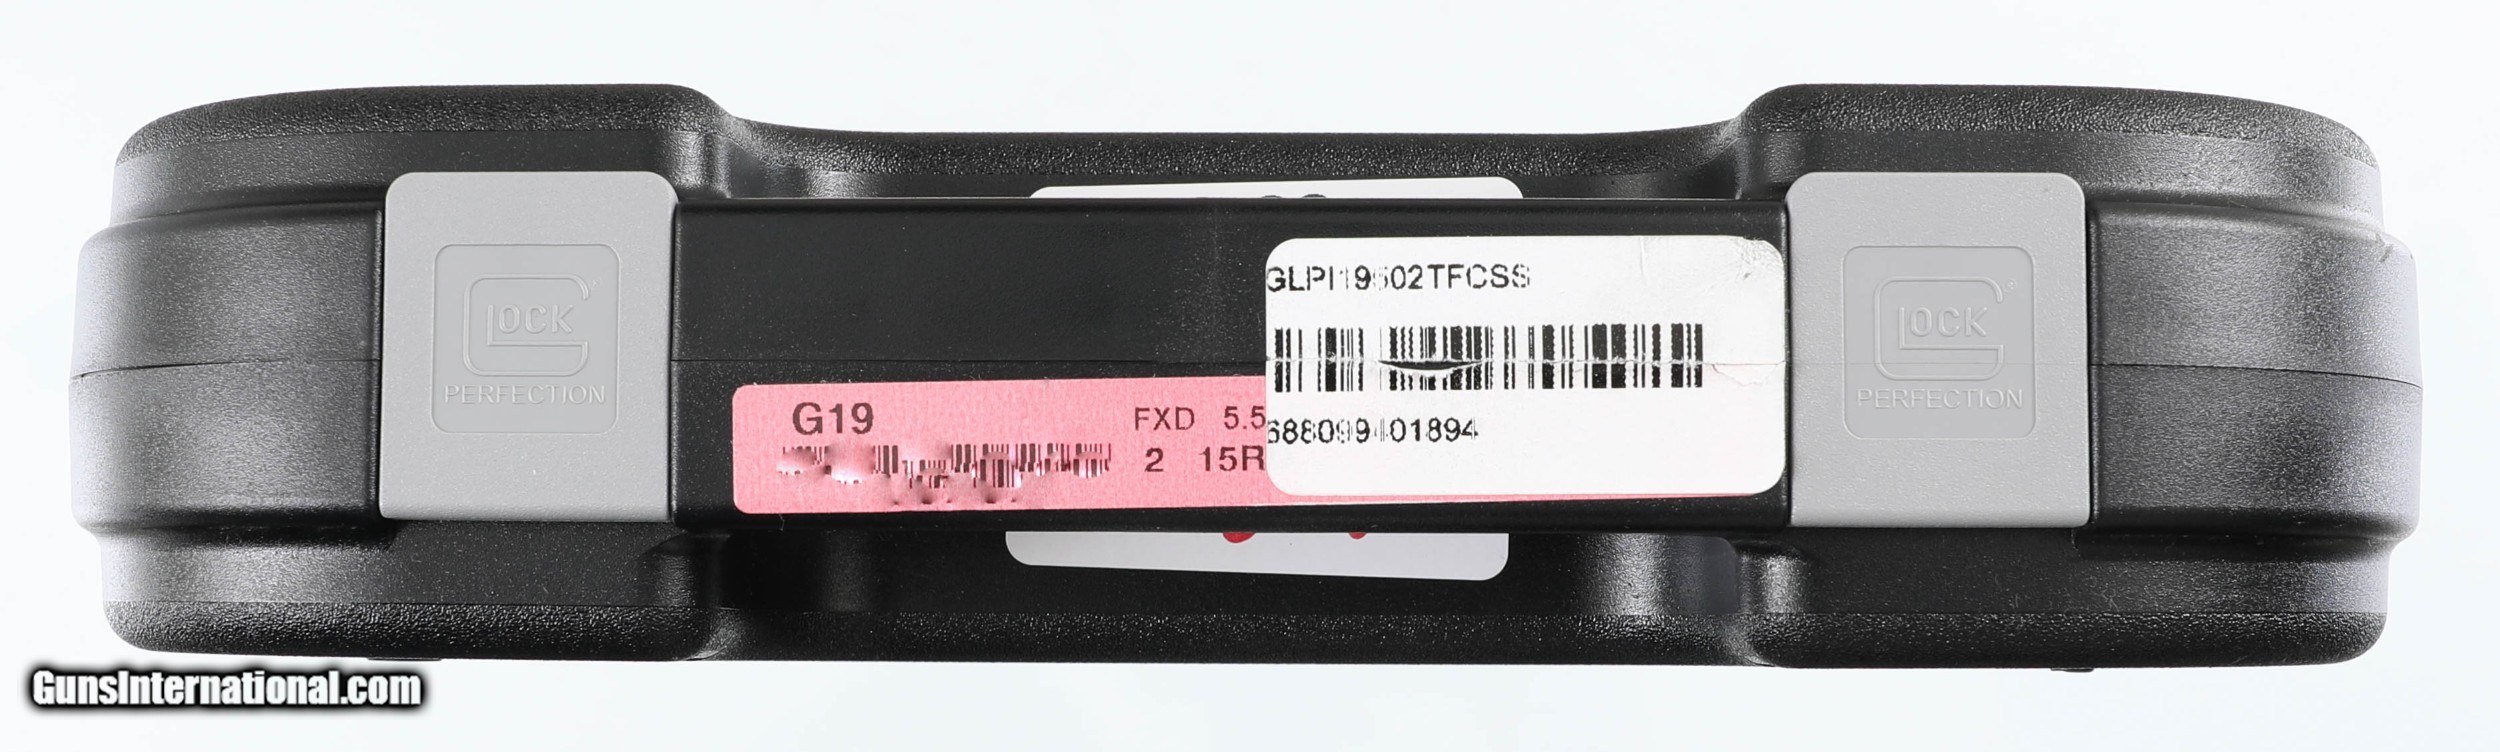 GLOCK
PERFECTION
G19
FXD 5.5
2 15R
GLPI19502TFCSS
688099401894
GLOCK
PERFECTION
GunsInternational.com